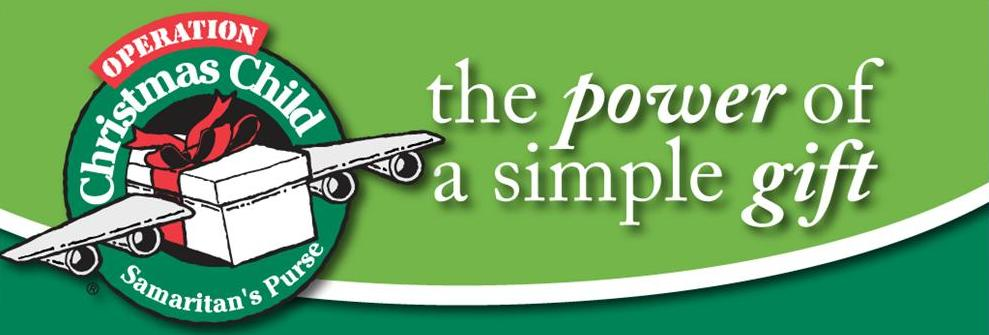 OPERATION
Christmas Child
Samaritan's Purse
®
the power of
a simple gift